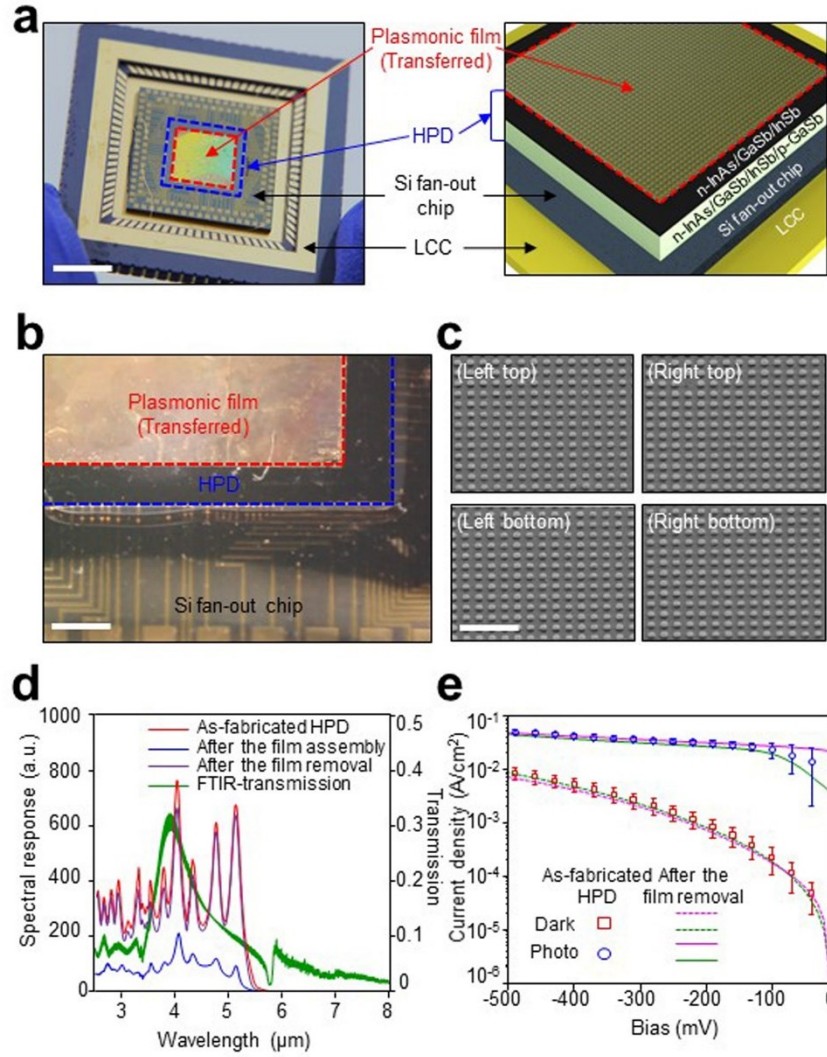 a
Plasmonic film
(Transferred)
HPD
Si fan-out
chip
LCC
n-InAs/GaSb/InSb
n-InAs/GaSb/InSb/p-GaSb
Si fan-out chip
LCC
b
Plasmonic film
(Transferred)
HPD
Si fan-out chip
c
(Left top)
(Right top)
(Left bottom)
(Right bottom)
d
Spectral response (a.u.)
1000
800
600
400
200
0
As-fabricated HPD
After the film assembly
After the film removal
FTIR-transmission
0.5
0.4
0.3
0.2
0.1
0
Transmission
3 4 5 6 7 8
Wavelength (µm)
e
Current density (A/cm²)
10⁻¹
10⁻²
10⁻³
10⁻⁴
10⁻⁵
10⁻⁶
As-fabricated After the
HPD film removal
Dark
Photo
-500 -400 -300 -200 -100 0
Bias (mV)